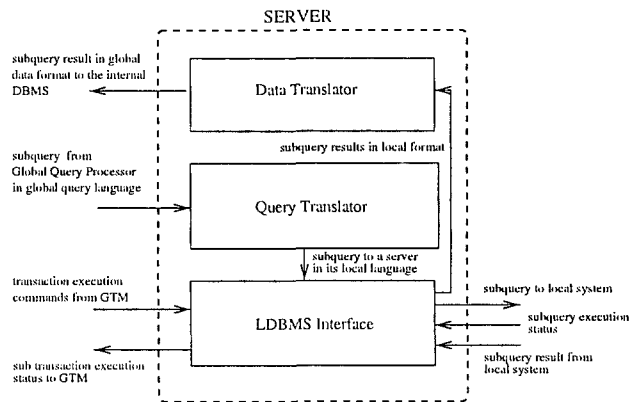 SERVER
subquery result in global
data format to the internal
DBMS
Data Translator
subquery results in local format
subquery from
Global Query Processor
in global query language
Query Translator
subquery to a server
in its local language
transaction execution
commands from GTM
LDBMS Interface
sub transaction execution
status to GTM
subquery to local system
subquery execution
status
subquery result from
local system